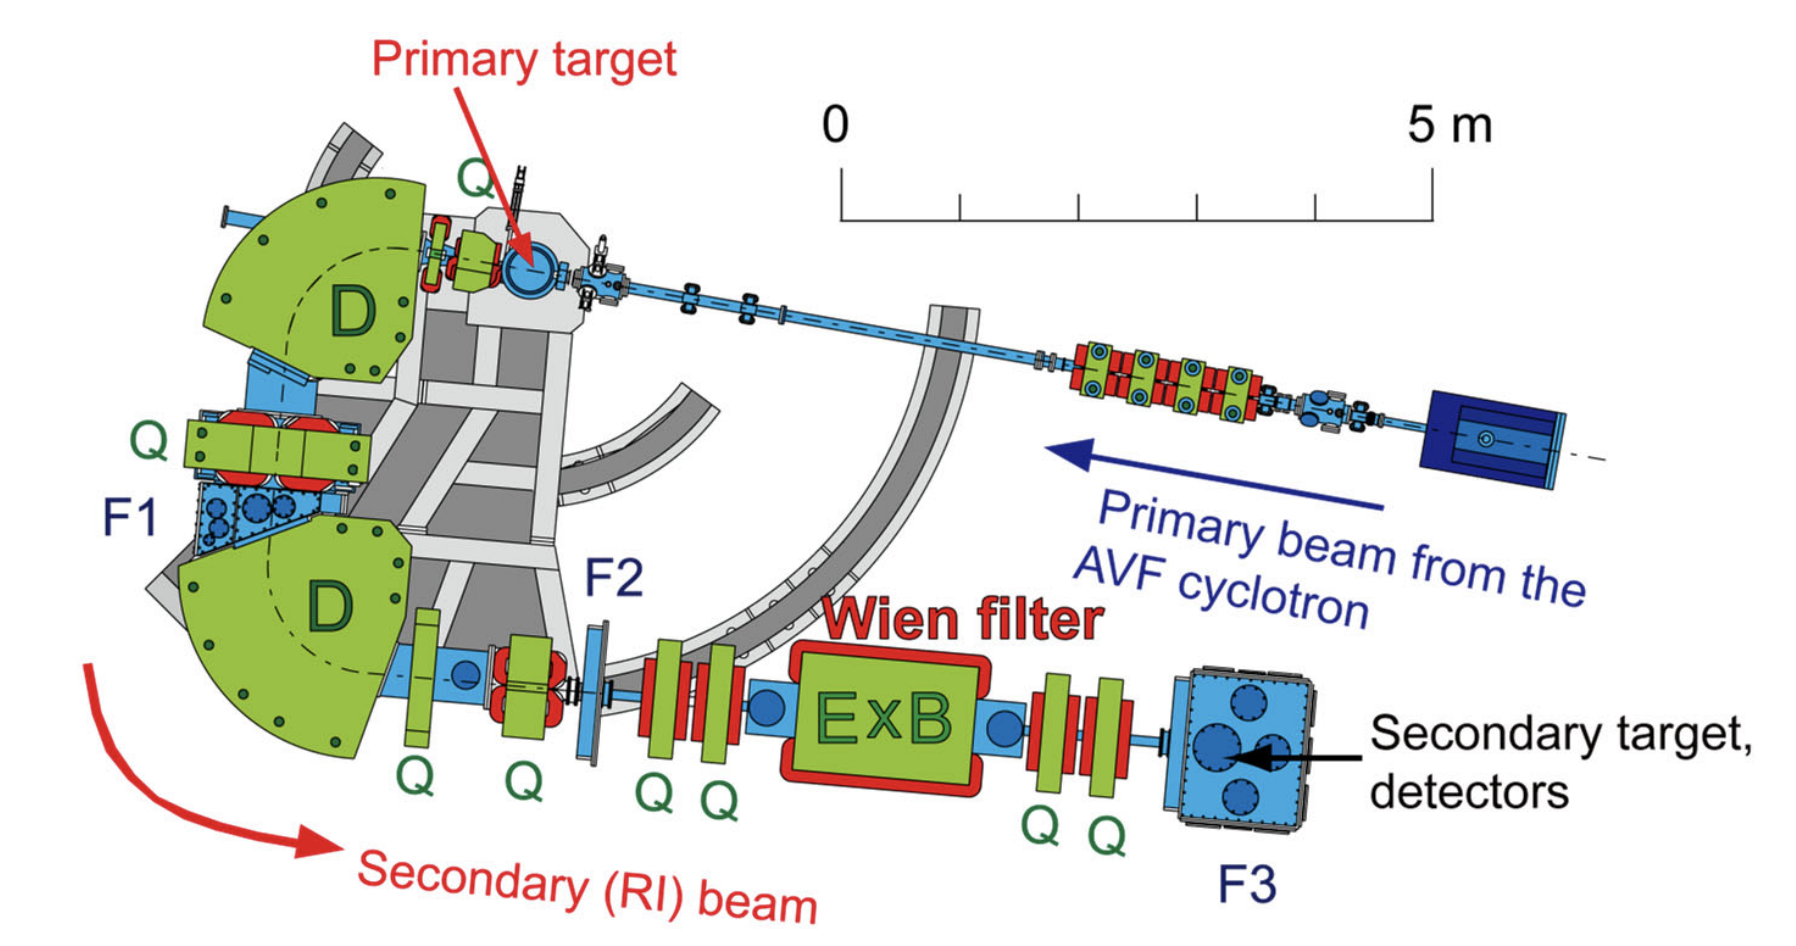 Primary target
0
5 m
Q
D
Q
F1
D
F2
Primary beam from the
AVF cyclotron
Wien filter
ExB
Q
Q
Q
Q
Q
Q
Secondary target,
detectors
F3
Secondary (RI) beam